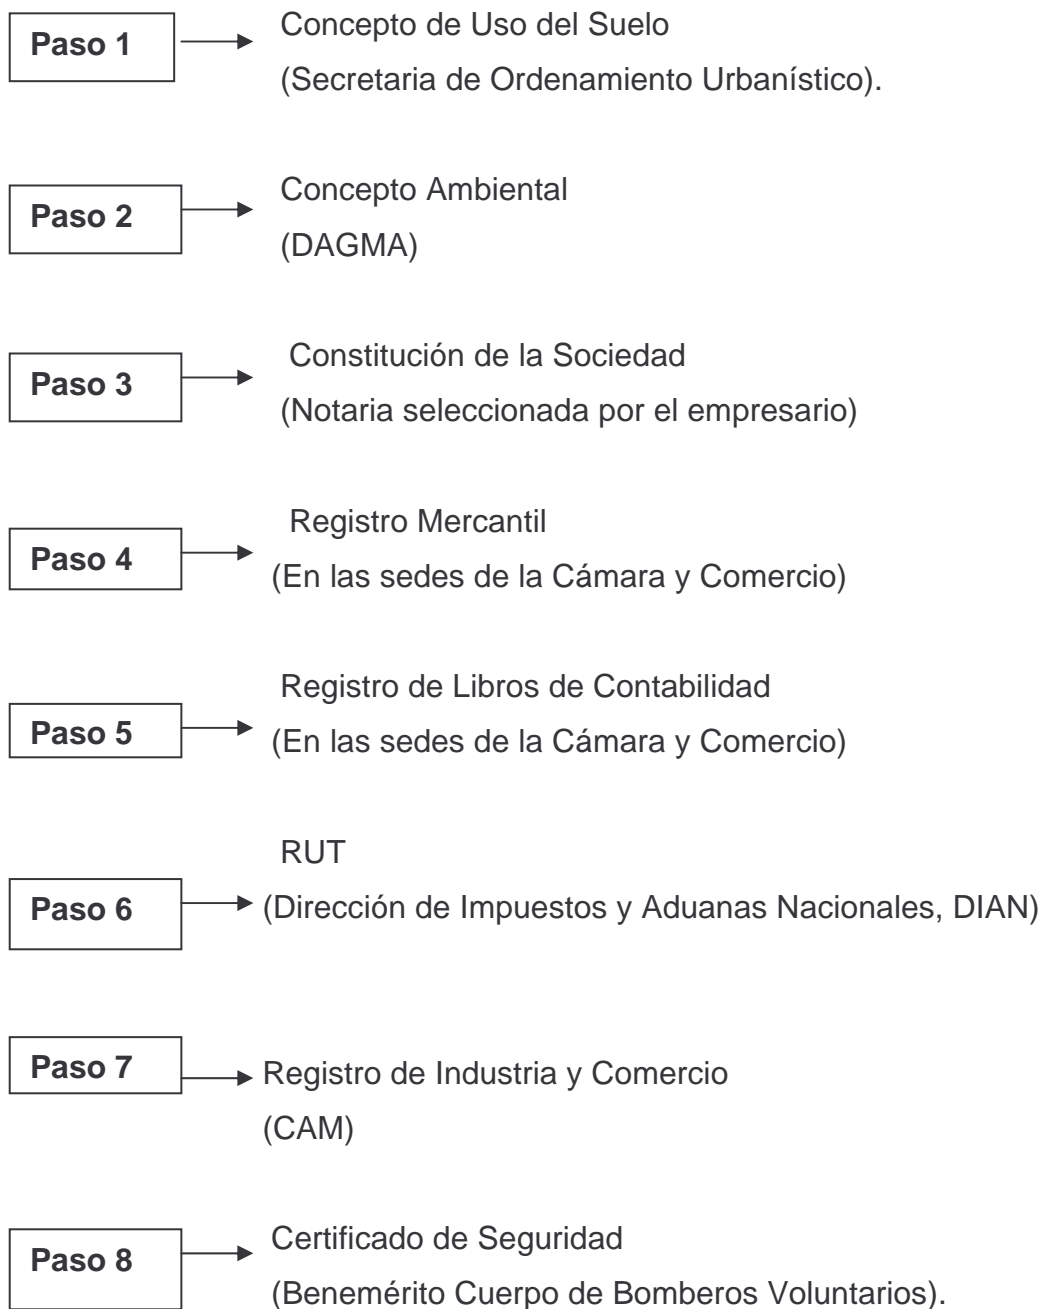 Paso 1
Concepto de Uso del Suelo
(Secretaria de Ordenamiento Urbanístico).
Paso 2
Concepto Ambiental
(DAGMA)
Paso 3
Constitución de la Sociedad
(Notaria seleccionada por el empresario)
Paso 4
Registro Mercantil
(En las sedes de la Cámara y Comercio)
Paso 5
Registro de Libros de Contabilidad
(En las sedes de la Cámara y Comercio)
Paso 6
RUT
(Dirección de Impuestos y Aduanas Nacionales, DIAN)
Paso 7
Registro de Industria y Comercio
(CAM)
Paso 8
Certificado de Seguridad
(Benemérito Cuerpo de Bomberos Voluntarios).